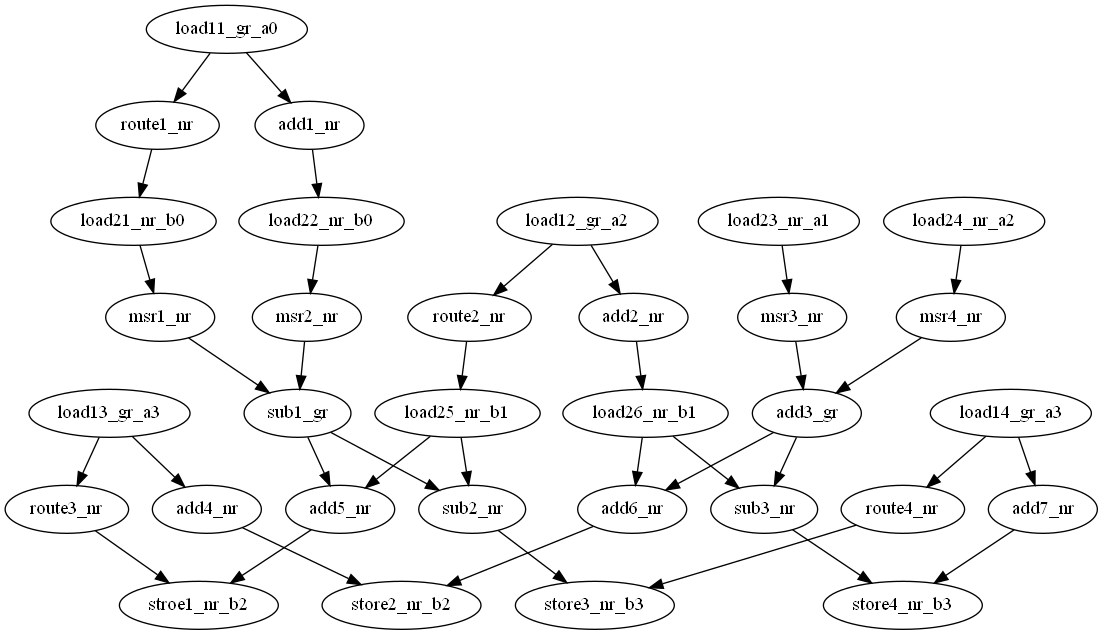 load11_gr_a0
route1_nr
add1_nr
load21_nr_b0
load22_nr_b0
load12_gr_a2
load23_nr_a1
load24_nr_a2
msr1_nr
msr2_nr
route2_nr
add2_nr
msr3_nr
msr4_nr
load13_gr_a3
sub1_gr
load25_nr_b1
load26_nr_b1
add3_gr
load14_gr_a3
route3_nr
add4_nr
add5_nr
sub2_nr
add6_nr
sub3_nr
route4_nr
add7_nr
stroe1_nr_b2
store2_nr_b2
store3_nr_b3
store4_nr_b3